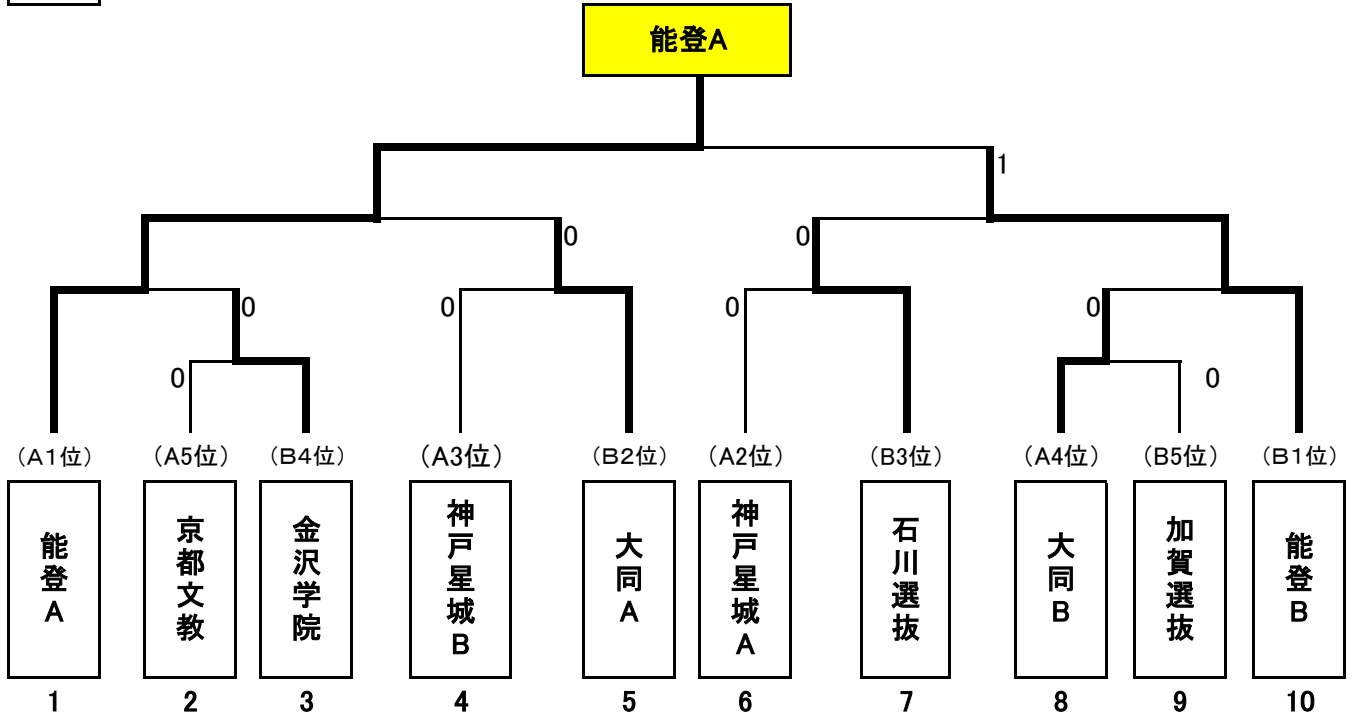 能登A
1
0
0
0
0
0
0
0
0
（A1位）
（A5位）
（B4位）
（A3位）
（B2位）
（A2位）
（B3位）
（A4位）
（B5位）
（B1位）
能登A
京都文教
金沢学院
神戸星城B
大同A
神戸星城A
石川選抜
大同B
加賀選抜
能登B
1
2
3
4
5
6
7
8
9
10